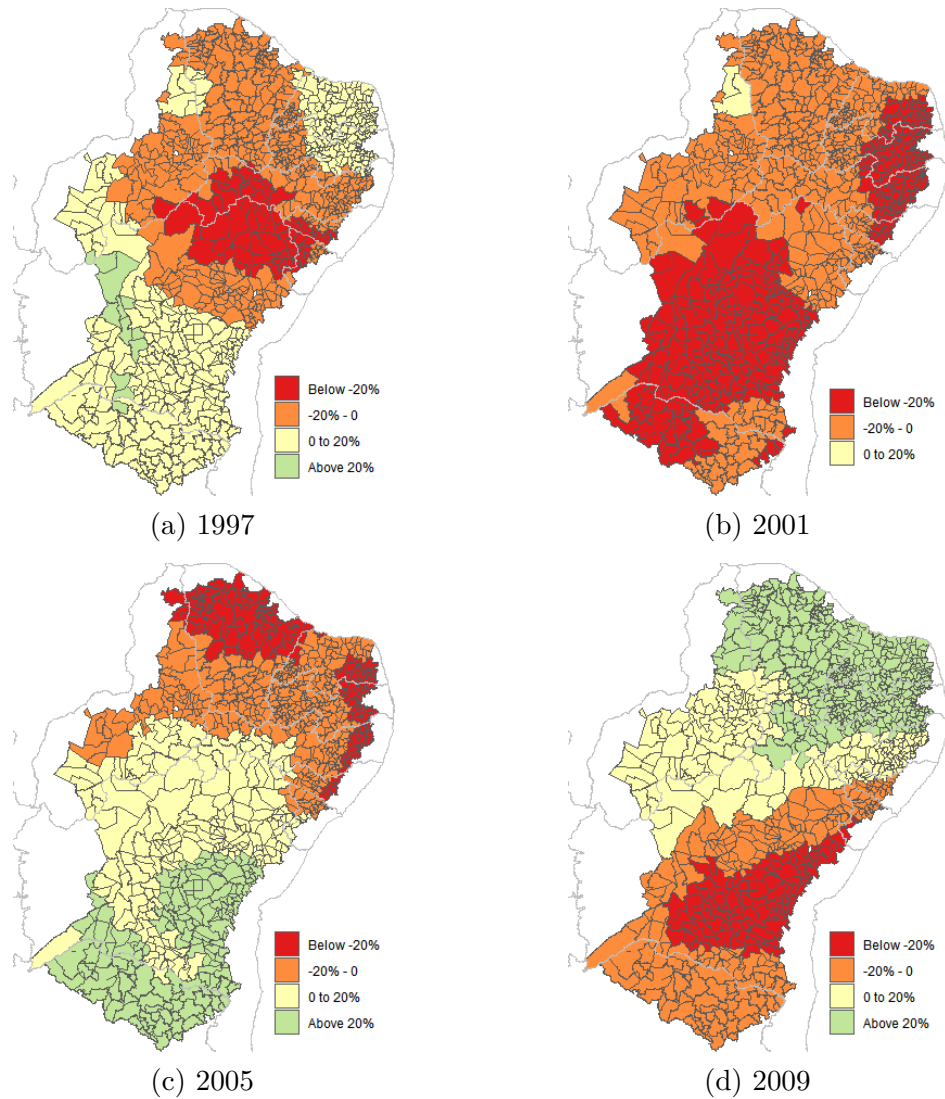 Below -20%
-20% - 0
0 to 20%
Above 20%
(a) 1997
Below -20%
-20% - 0
0 to 20%
(b) 2001
Below -20%
-20% - 0
0 to 20%
Above 20%
(c) 2005
Below -20%
-20% - 0
0 to 20%
Above 20%
(d) 2009